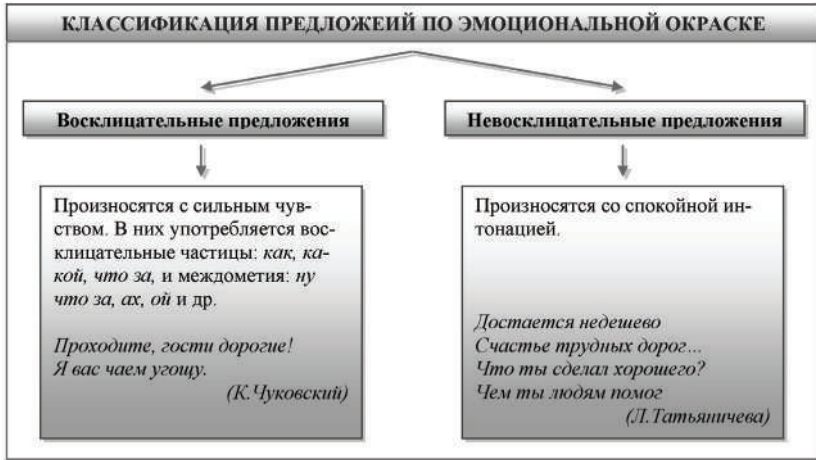 КЛАССИФИКАЦИЯ ПРЕДЛОЖЕИЙ ПО ЭМОЦИОНАЛЬНОЙ ОКРАСКЕ
Восклицательные предложения
Произносятся с сильным чув-
ством. В них употребляется вос-
клицательные частицы: как, ка-
кой, что за, и междометия: ну
что за, ах, ой и др.
Проходите, гости дорогие!
Я вас чаем угощу.
(К.Чуковский)
Невосклицательные предложения
Произносятся со спокойной ин-
тонацией.
Достается недешево
Счастье трудных дорог…
Что ты сделал хорошего?
Чем ты людям помог
(Л.Татьяничева)